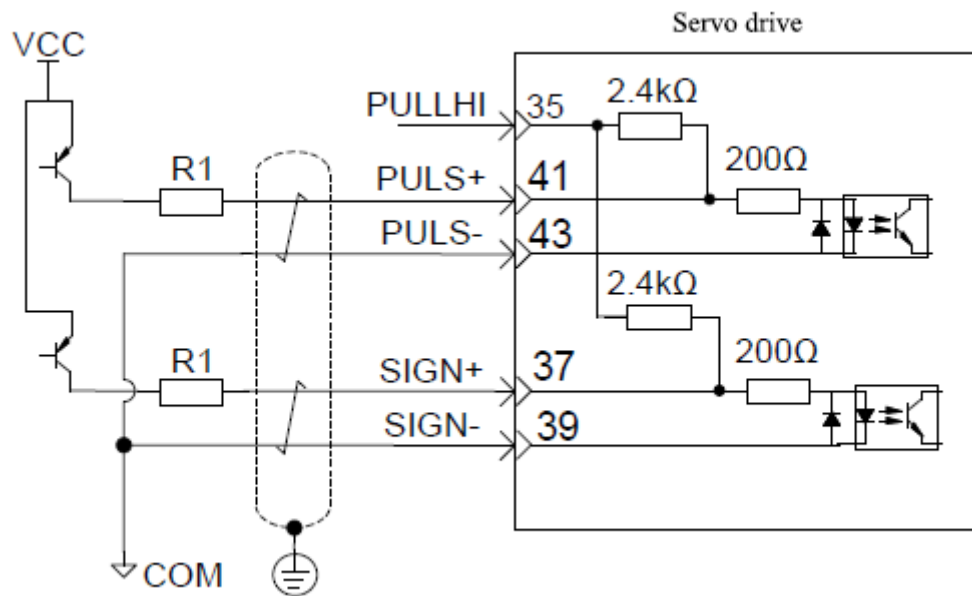 Servo drive
VCC
PULLHI 35 2.4kΩ
R1 PULS+ 41 200Ω
PULS- 43
2.4kΩ
R1 SIGN+ 37 200Ω
SIGN- 39
COM